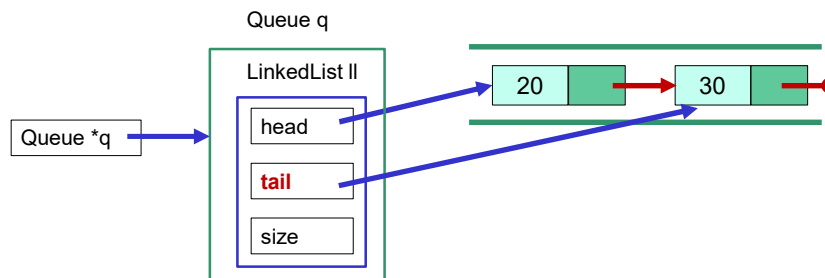 Queue q
LinkedList ll
20
30
head
Queue *q
tail
size